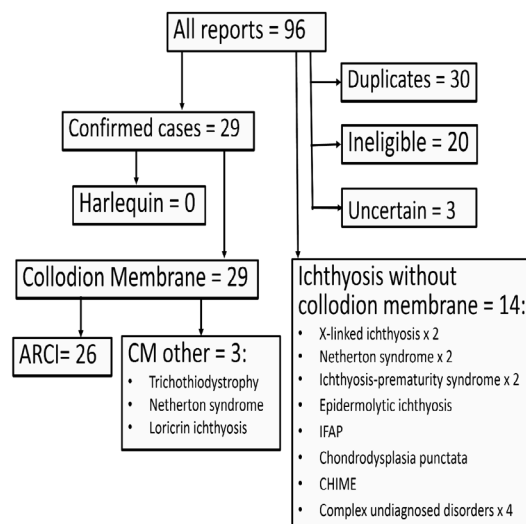 All reports = 96
Duplicates = 30
Confirmed cases = 29
Ineligible = 20
Harlequin = 0
Uncertain = 3
Collodion Membrane = 29
Ichthyosis without
collodion membrane = 14:
• X-linked ichthyosis x 2
• Netherton syndrome x 2
• Ichthyosis-prematurity syndrome x 2
• Epidermolytic ichthyosis
• IFAP
• Chondrodysplasia punctata
• CHIME
• Complex undiagnosed disorders x 4
ARCI= 26
CM other = 3:
• Trichothiodystrophy
• Netherton syndrome
• Loricrin ichthyosis